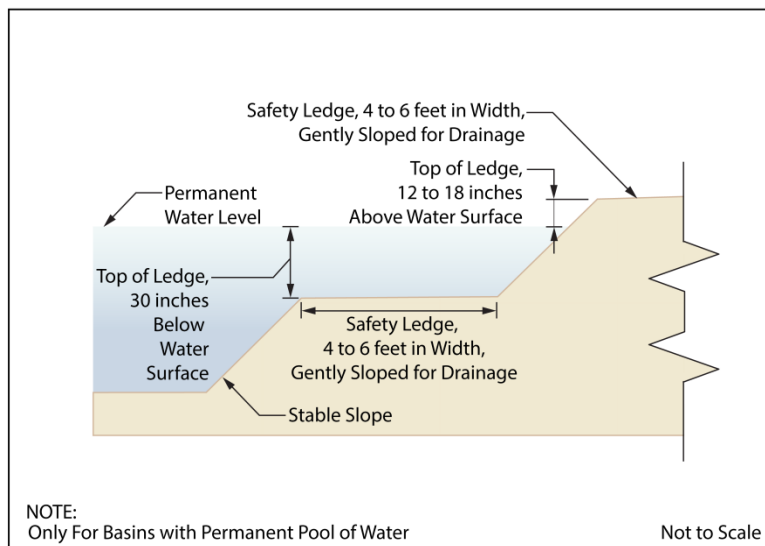 Safety Ledge, 4 to 6 feet in Width,
Gently Sloped for Drainage
Top of Ledge,
12 to 18 inches
Above Water Surface
Permanent
Water Level
Top of Ledge,
30 inches
Below
Water
Surface
Safety Ledge,
4 to 6 feet in Width,
Gently Sloped for Drainage
Stable Slope
NOTE:
Only For Basins with Permanent Pool of Water
Not to Scale